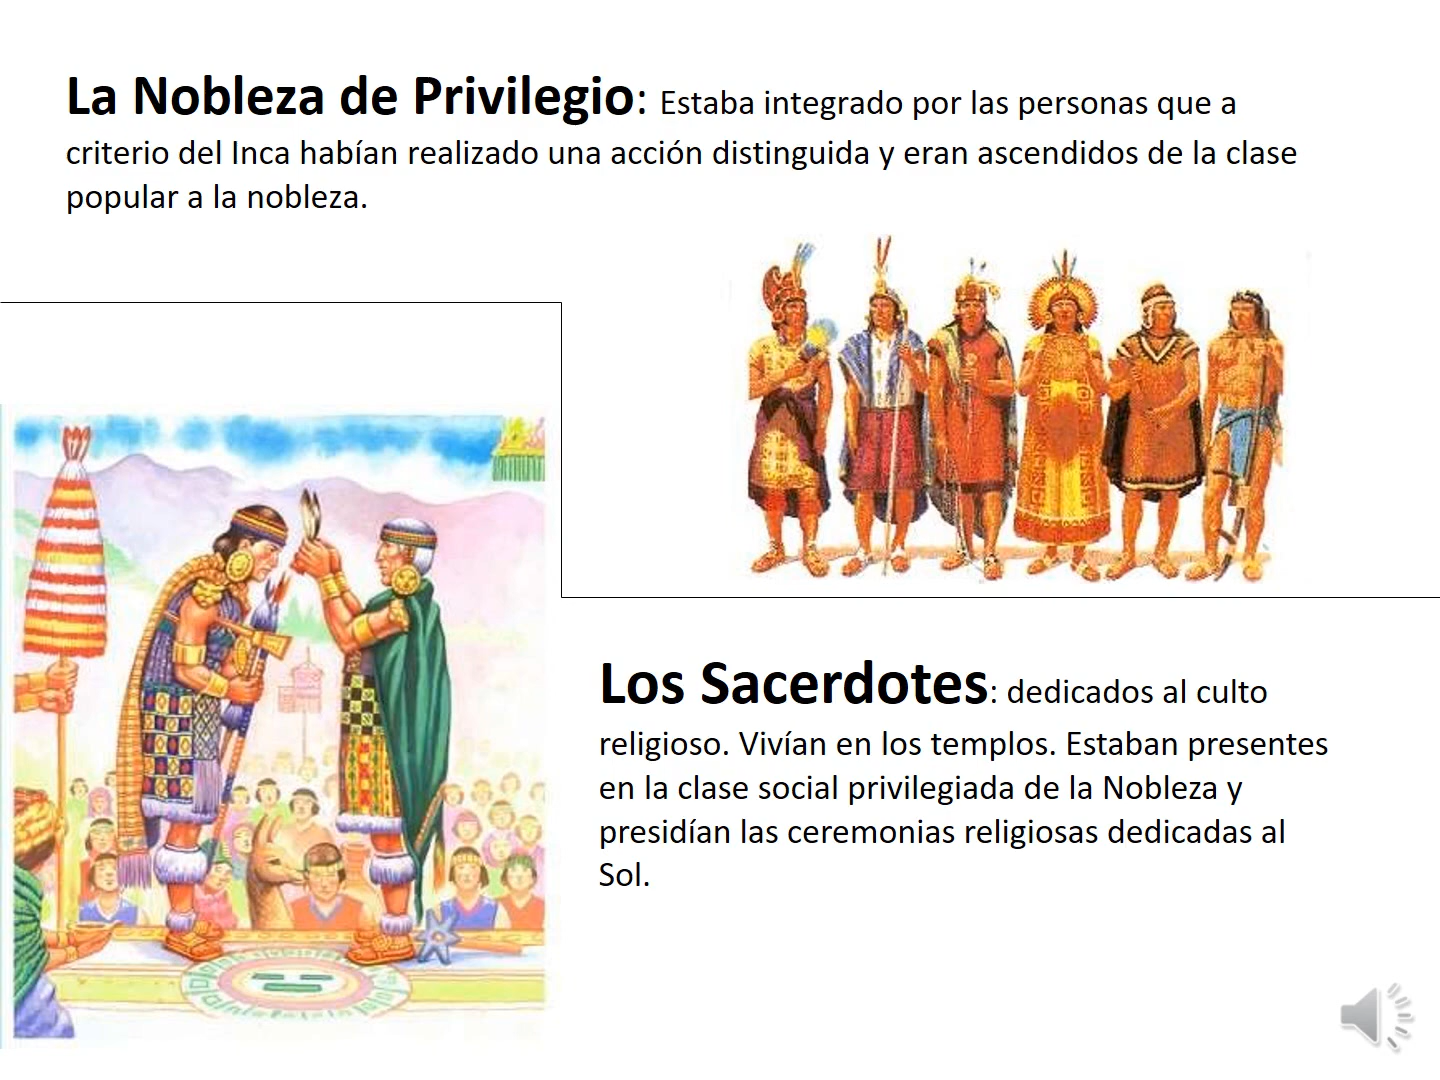 La Nobleza de Privilegio: Estaba integrado por las personas que a
criterio del Inca habían realizado una acción distinguida y eran ascendidos de la clase
popular a la nobleza.
Los Sacerdotes: dedicados al culto
religioso. Vivían en los templos. Estaban presentes
en la clase social privilegiada de la Nobleza y
presidían las ceremonias religiosas dedicadas al
Sol.